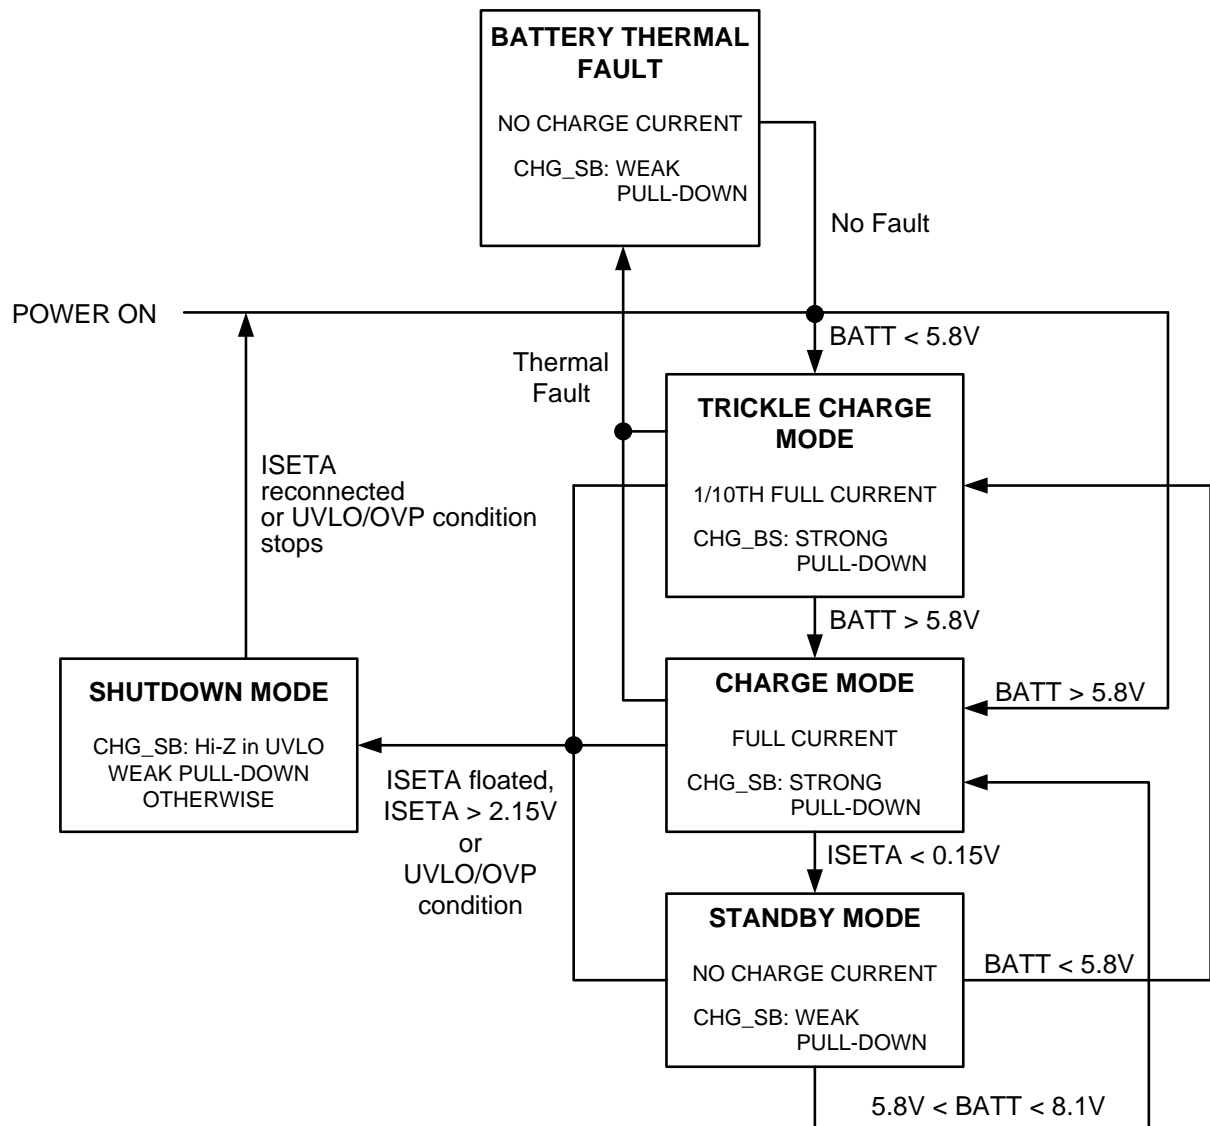 BATTERY THERMAL
FAULT
NO CHARGE CURRENT
CHG_SB: WEAK
PULL-DOWN
No Fault
POWER ON
BATT < 5.8V
Thermal
Fault
TRICKLE CHARGE
MODE
1/10TH FULL CURRENT
CHG_BS: STRONG
PULL-DOWN
ISETA
reconnected
or UVLO/OVP condition
stops
BATT > 5.8V
SHUTDOWN MODE
CHG_SB: Hi-Z in UVLO
WEAK PULL-DOWN
OTHERWISE
CHARGE MODE
FULL CURRENT
CHG_SB: STRONG
PULL-DOWN
BATT > 5.8V
ISETA floated,
ISETA > 2.15V
or
UVLO/OVP
condition
ISETA < 0.15V
STANDBY MODE
NO CHARGE CURRENT
CHG_SB: WEAK
PULL-DOWN
BATT < 5.8V
5.8V < BATT < 8.1V